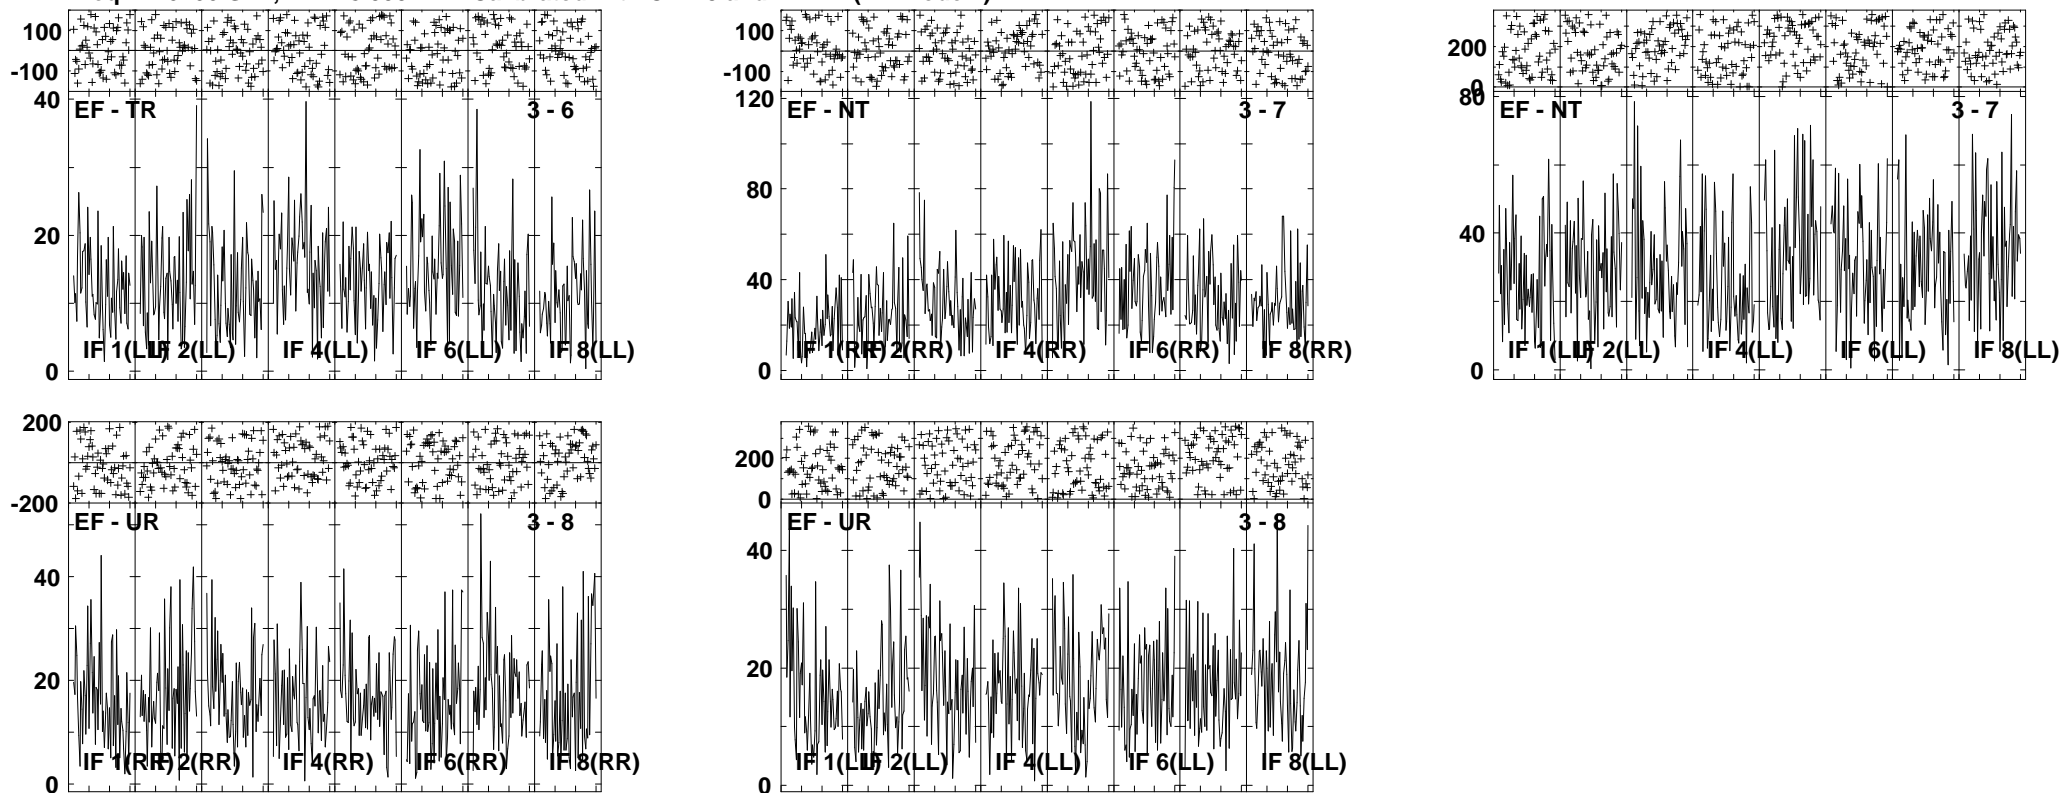 100
-100
40
20
0
EF - TR
3 - 6
IF 1(LL)
IF 2(LL)
IF 4(LL)
IF 6(LL)
IF 8(LL)
100
-100
120
80
40
0
EF - NT
3 - 7
IF 1(RR)
IF 2(RR)
IF 4(RR)
IF 6(RR)
IF 8(RR)
200
0
80
40
0
EF - NT
3 - 7
IF 1(LL)
IF 2(LL)
IF 4(LL)
IF 6(LL)
IF 8(LL)
200
-200
40
20
0
EF - UR
3 - 8
IF 1(RR)
IF 2(RR)
IF 4(RR)
IF 6(RR)
IF 8(RR)
200
0
40
20
0
EF - UR
3 - 8
IF 1(LL)
IF 2(LL)
IF 4(LL)
IF 6(LL)
IF 8(LL)